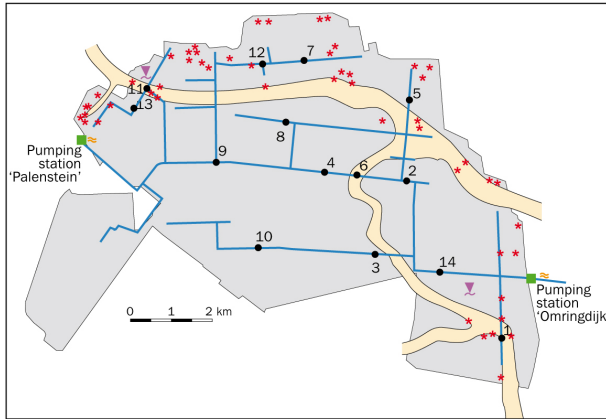 12
7
11
13
5
8
Pumping
station
'Palenstein'
9
4
6
2
10
3
14
0 1 2 km
Pumping
station
'Omringdijk'
1